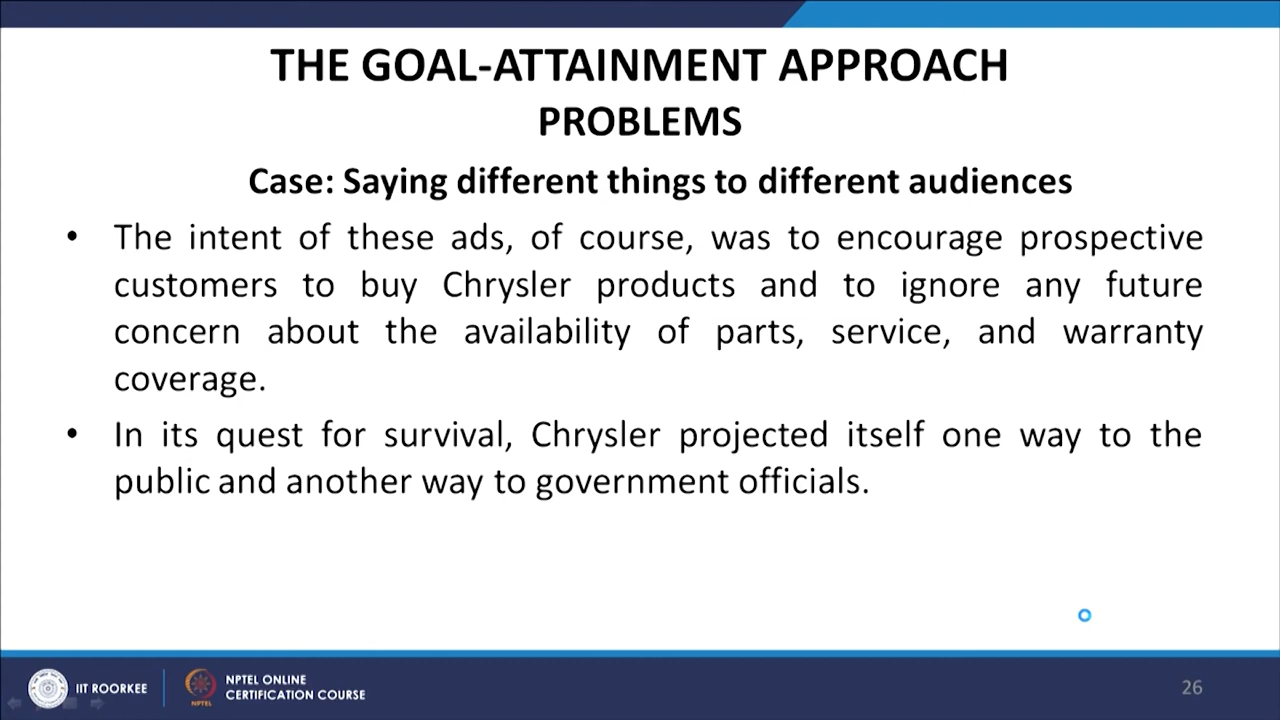 THE GOAL-ATTAINMENT APPROACH
PROBLEMS
Case: Saying different things to different audiences
• The intent of these ads, of course, was to encourage prospective
customers to buy Chrysler products and to ignore any future
concern about the availability of parts, service, and warranty
coverage.
• In its quest for survival, Chrysler projected itself one way to the
public and another way to government officials.
IIT ROORKEE
NPTEL
NPTEL ONLINE
CERTIFICATION COURSE
26